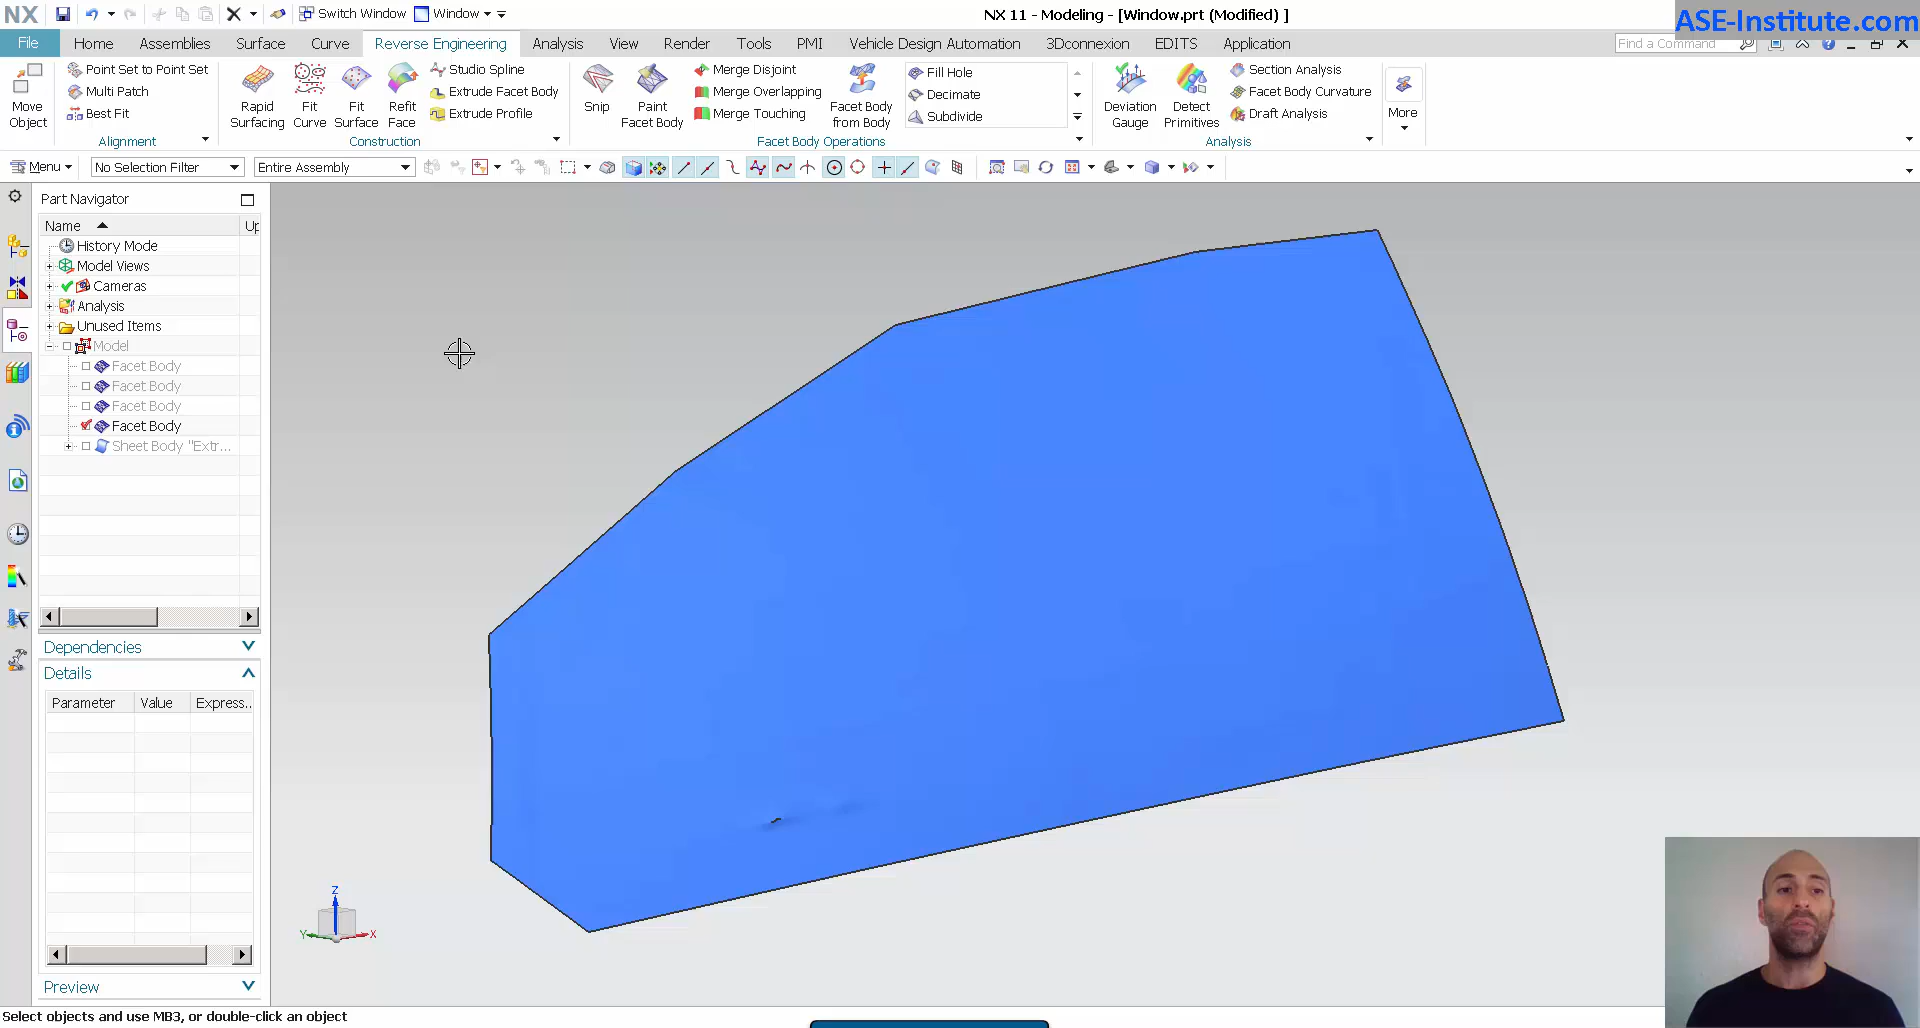 NX
Switch Window
Window
NX 11 - Modeling - [Window.prt (Modified) ]
ASE-Institute.com
File
Home
Assemblies
Surface
Curve
Reverse Engineering
Analysis
View
Render
Tools
PMI
Vehicle Design Automation
3Dconnexion
EDITS
Application
Find a Command
Move Object
Point Set to Point Set
Multi Patch
Best Fit
Alignment
Rapid Surfacing
Fit Curve
Fit Surface
Refit Face
Studio Spline
Extrude Facet Body
Extrude Profile
Construction
Snip
Paint Facet Body
Merge Disjoint
Merge Overlapping
Merge Touching
Facet Body from Body
Fill Hole
Decimate
Subdivide
Facet Body Operations
Deviation Gauge
Detect Primitives
Section Analysis
Facet Body Curvature
Draft Analysis
Analysis
More
Menu
No Selection Filter
Entire Assembly
Part Navigator
Name
Up
History Mode
Model Views
Cameras
Analysis
Unused Items
Model
Facet Body
Facet Body
Facet Body
Facet Body
Sheet Body "Extr...
Dependencies
Details
Parameter
Value
Express..
Preview
Z
Y
X
Select objects and use MB3, or double-click an object